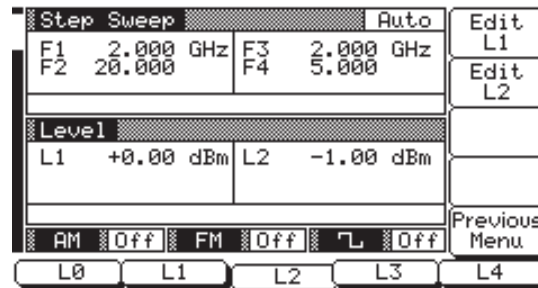 Step Sweep Auto
F1 2.000 GHz F3 2.000 GHz
F2 20.000 F4 5.000
Level
L1 +0.00 dBm L2 -1.00 dBm
AM Off FM Off Off
Edit
L1
Edit
L2
Previous
Menu
L0 L1 L2 L3 L4